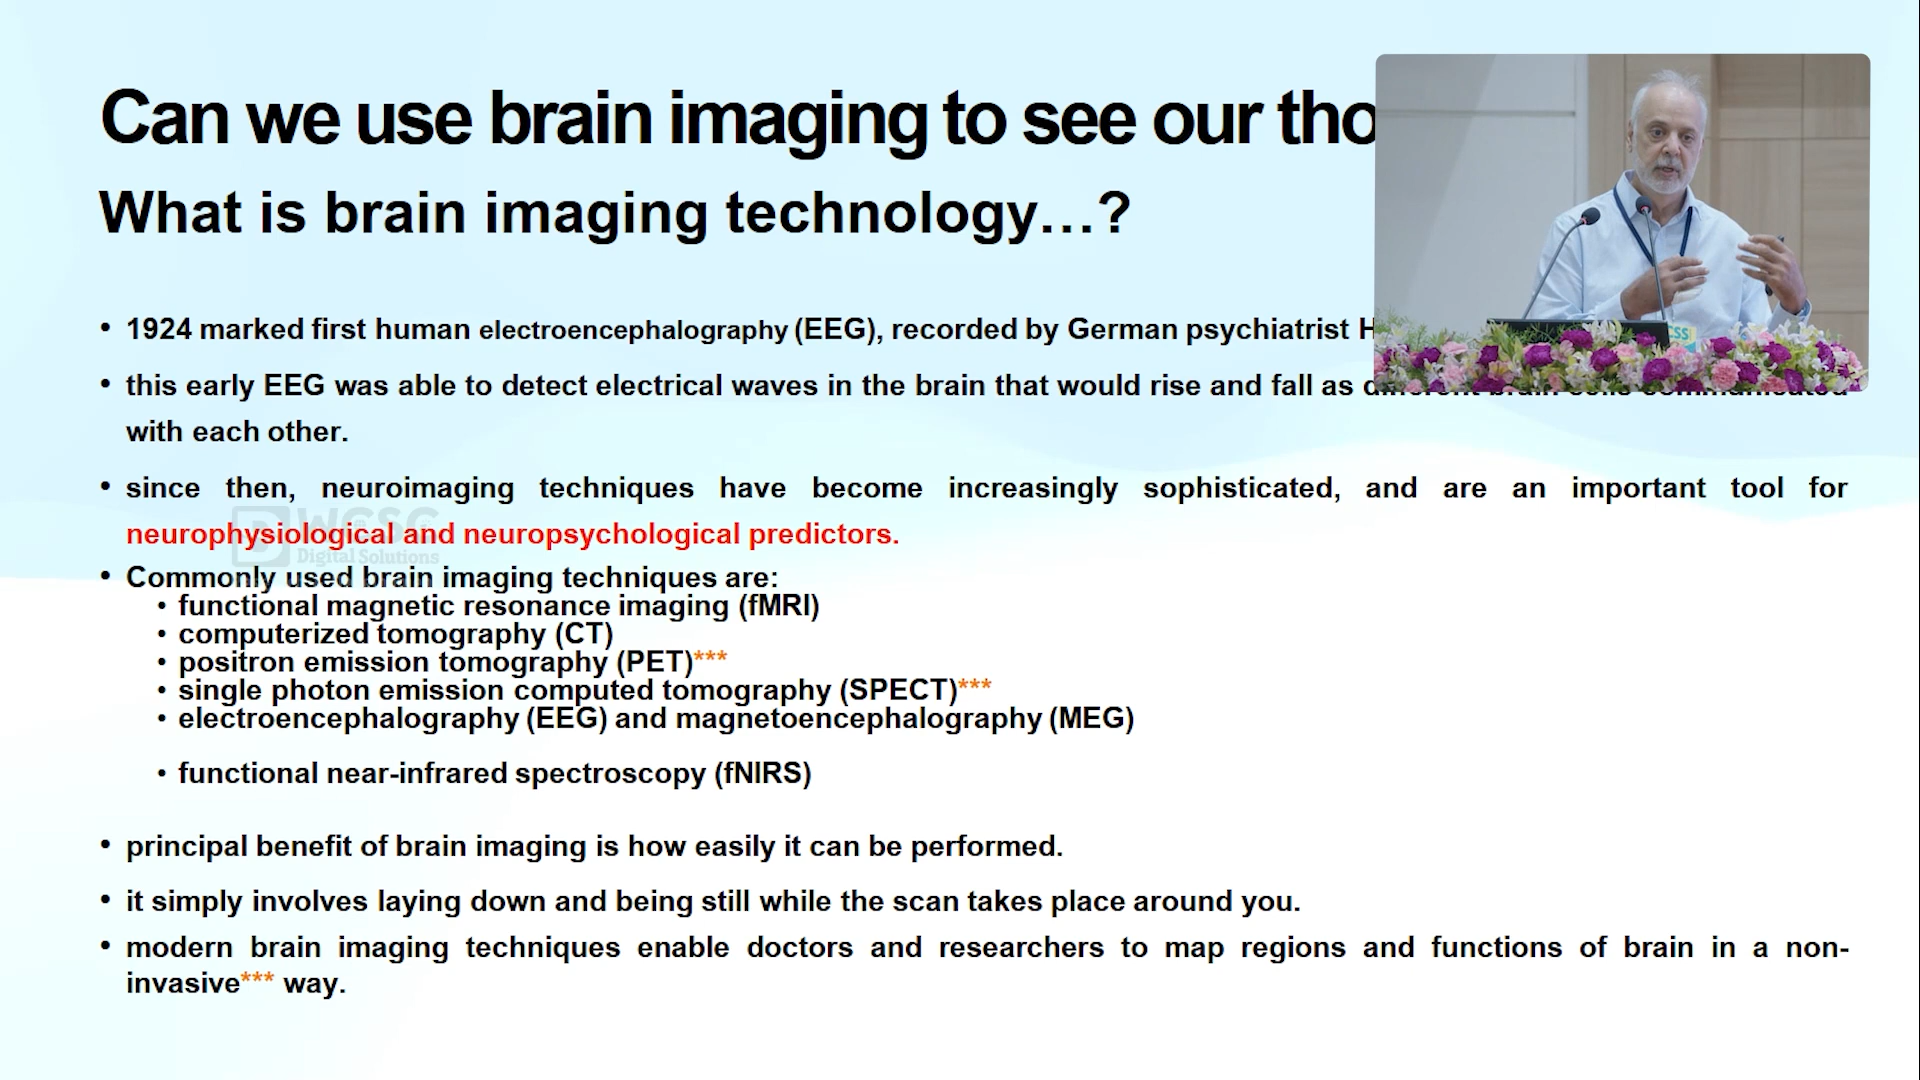 Can we use brain imaging to see our
What is brain imaging technology…?
• 1924 marked first human electroencephalography (EEG), recorded by German psychiatrist
• this early EEG was able to detect electrical waves in the brain that would rise and fall as different brain cells communicated
with each other.
• since then, neuroimaging techniques have become increasingly sophisticated, and are an important tool for
neurophysiological and neuropsychological predictors.
WCSC
Digital Solutions
• Commonly used brain imaging techniques are:
• functional magnetic resonance imaging (fMRI)
• computerized tomography (CT)
• positron emission tomography (PET)***
• single photon emission computed tomography (SPECT)***
• electroencephalography (EEG) and magnetoencephalography (MEG)
• functional near-infrared spectroscopy (fNIRS)
• principal benefit of brain imaging is how easily it can be performed.
• it simply involves laying down and being still while the scan takes place around you.
• modern brain imaging techniques enable doctors and researchers to map regions and functions of brain in a non-
invasive*** way.